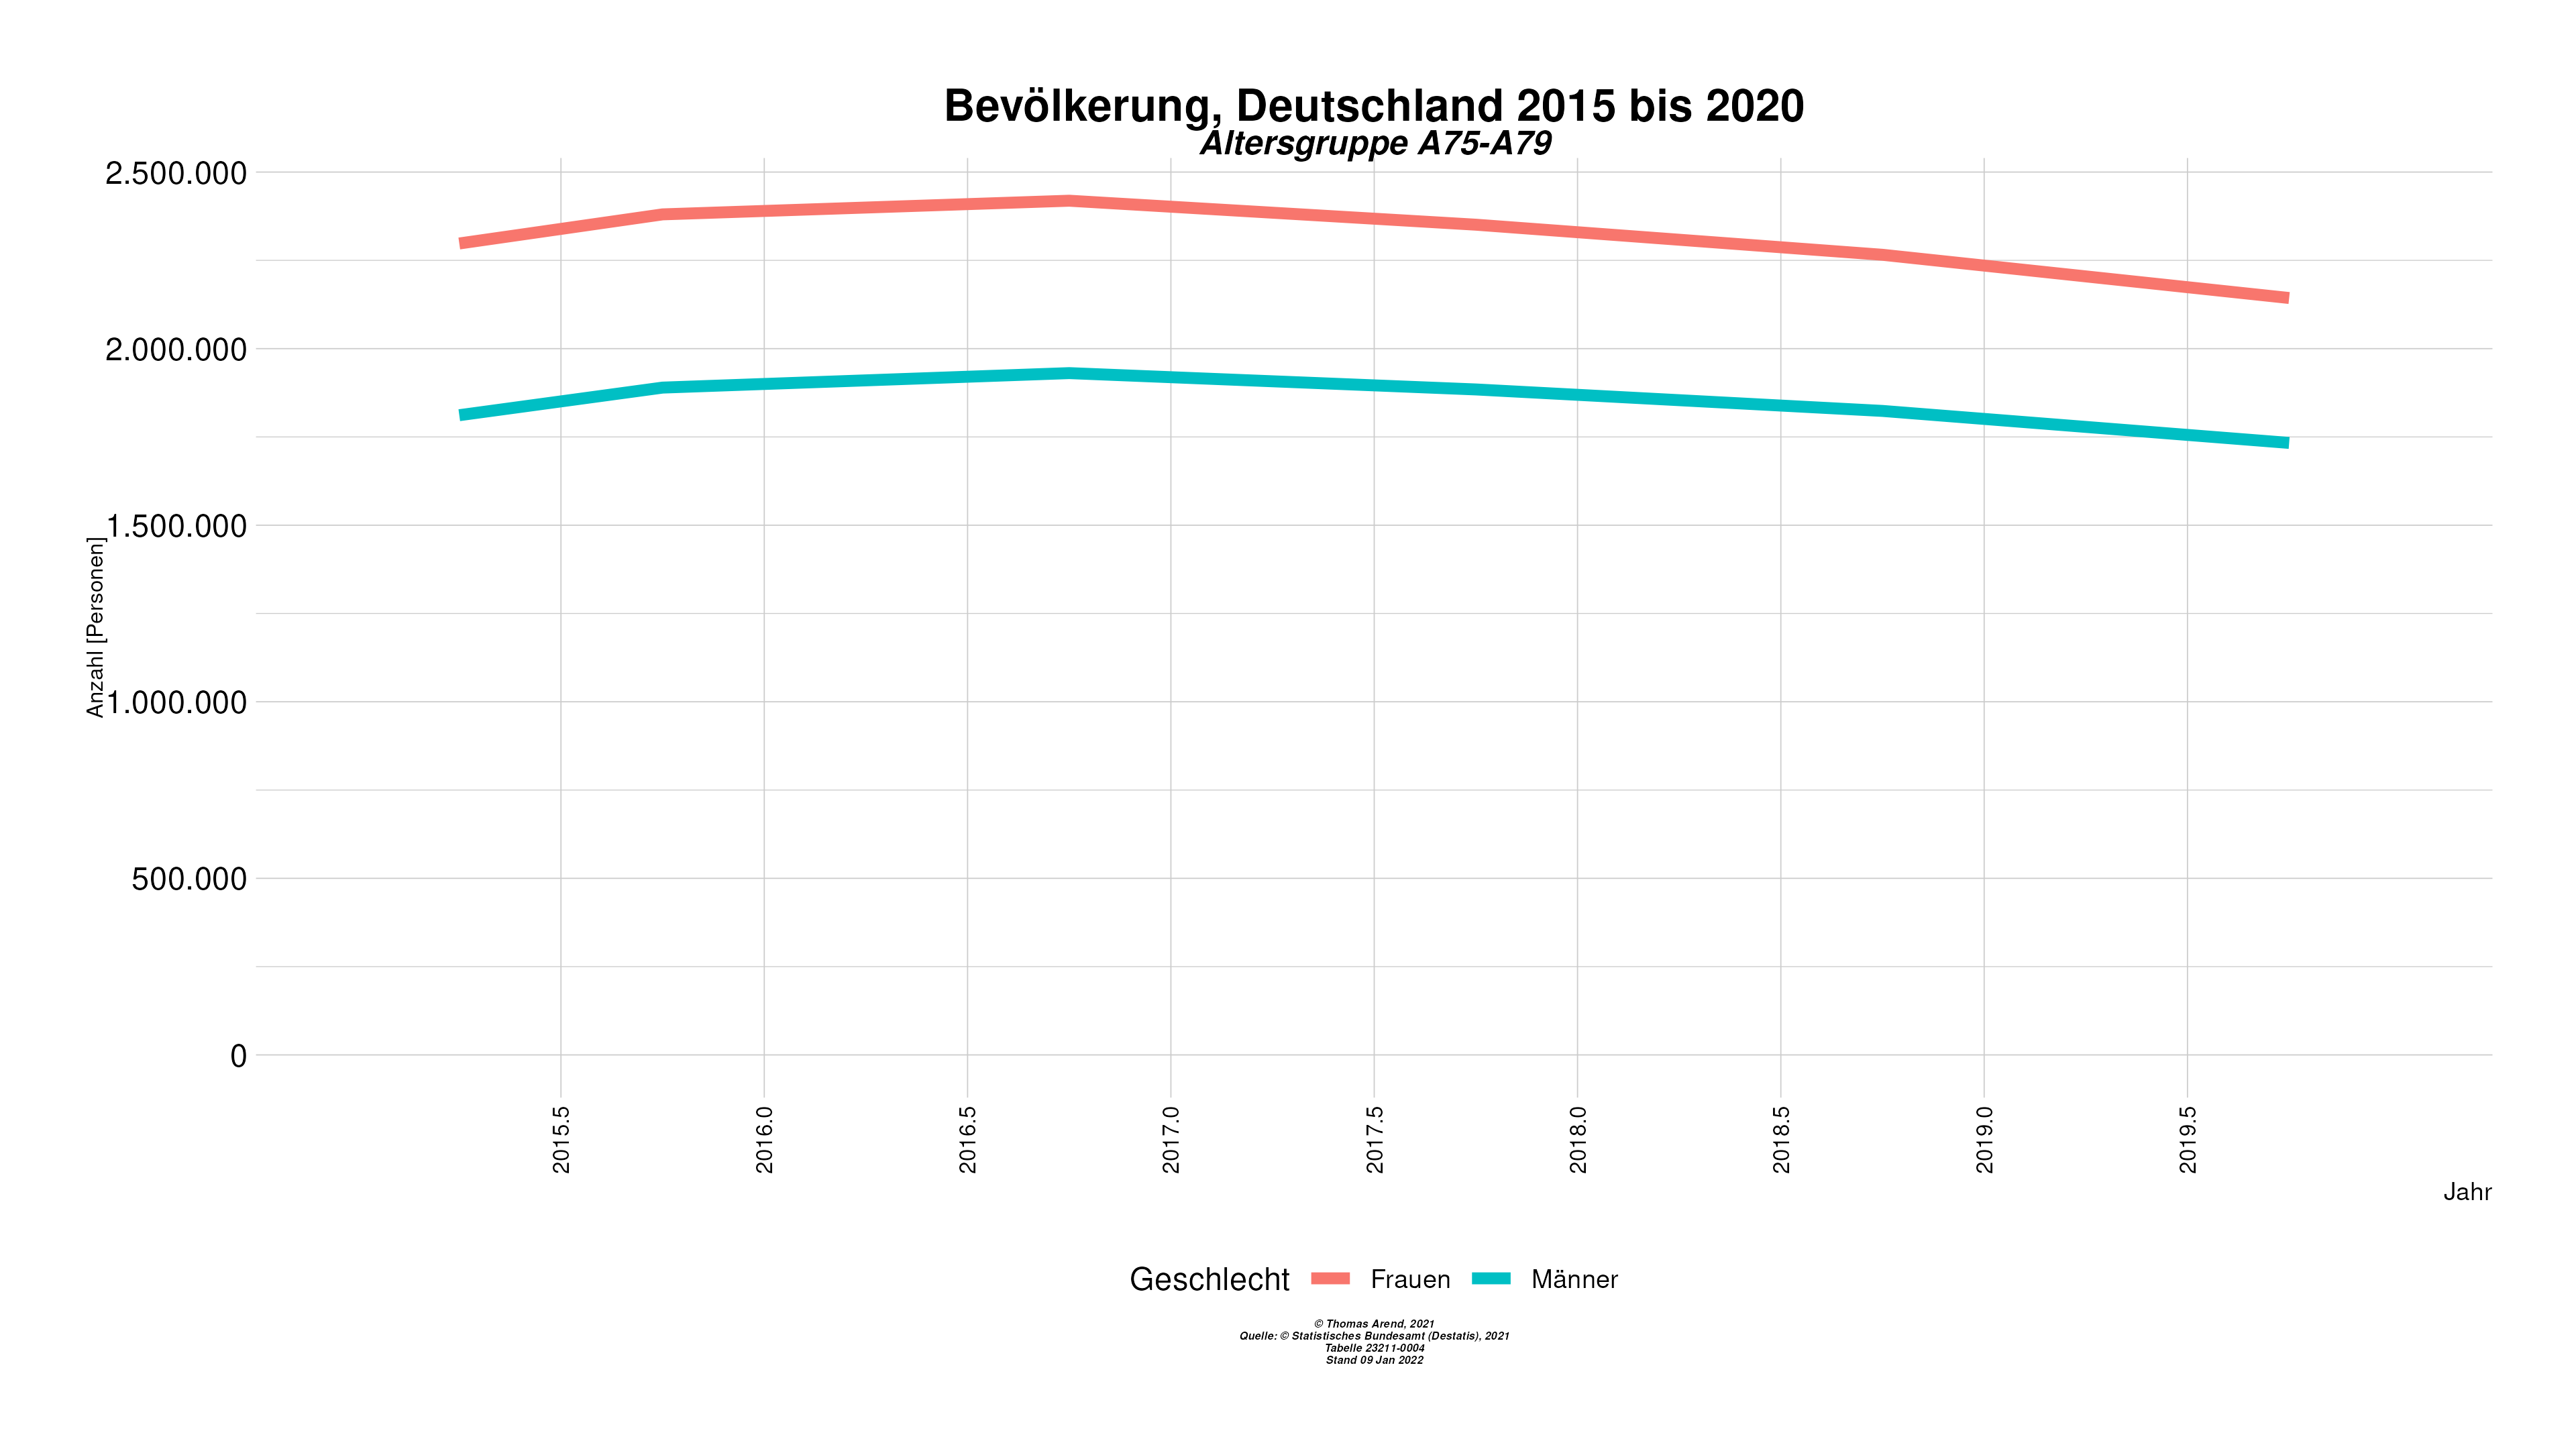 Bevölkerung, Deutschland 2015 bis 2020
Altersgruppe A75-A79
2.500.000
2.000.000
1.500.000
1.000.000
500.000
0
Anzahl [Personen]
2015.5
2016.0
2016.5
2017.0
2017.5
2018.0
2018.5
2019.0
2019.5
Jahr
Geschlecht Frauen Männer
© Thomas Arend, 2021
Quelle: © Statistisches Bundesamt (Destatis), 2021
Tabelle 23211-0004
Stand 09 Jan 2022